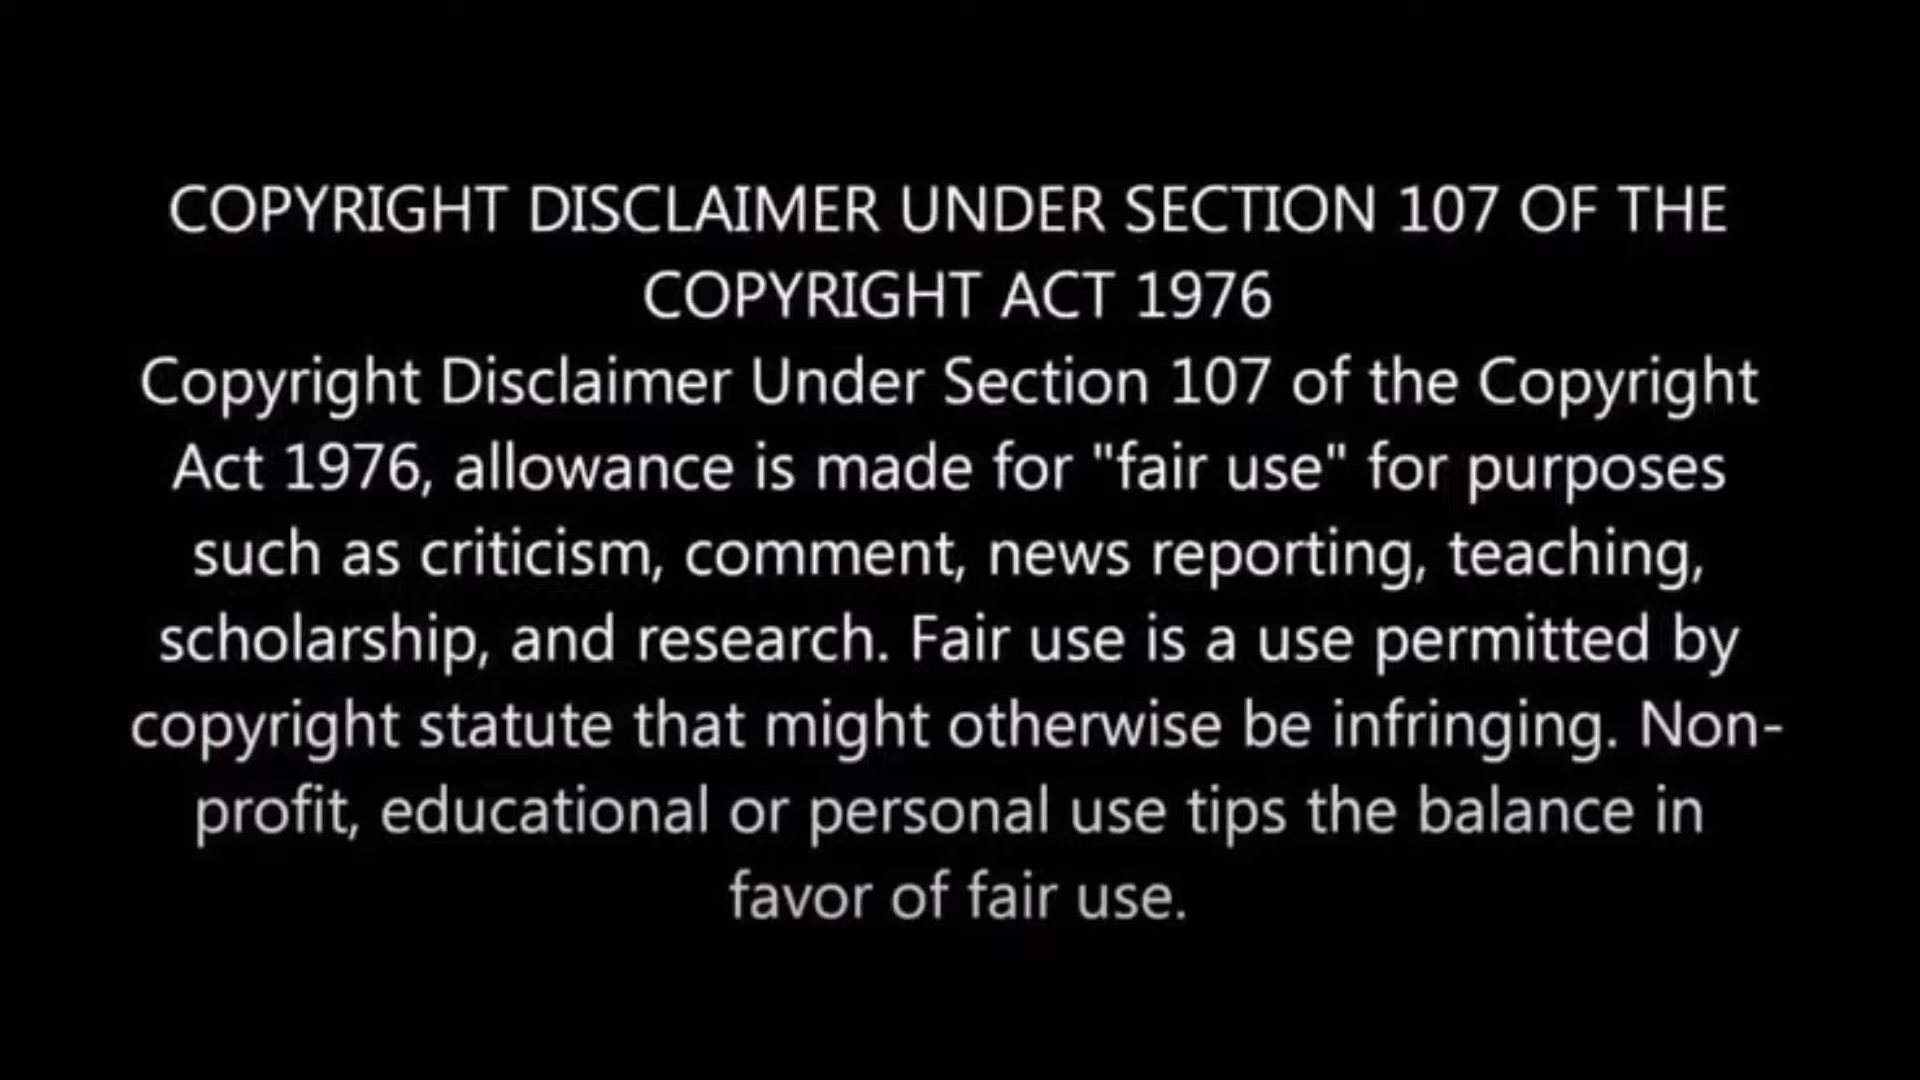 COPYRIGHT DISCLAIMER UNDER SECTION 107 OF THE
COPYRIGHT ACT 1976
Copyright Disclaimer Under Section 107 of the Copyright
Act 1976, allowance is made for "fair use" for purposes
such as criticism, comment, news reporting, teaching,
scholarship, and research. Fair use is a use permitted by
copyright statute that might otherwise be infringing. Non-
profit, educational or personal use tips the balance in
favor of fair use.